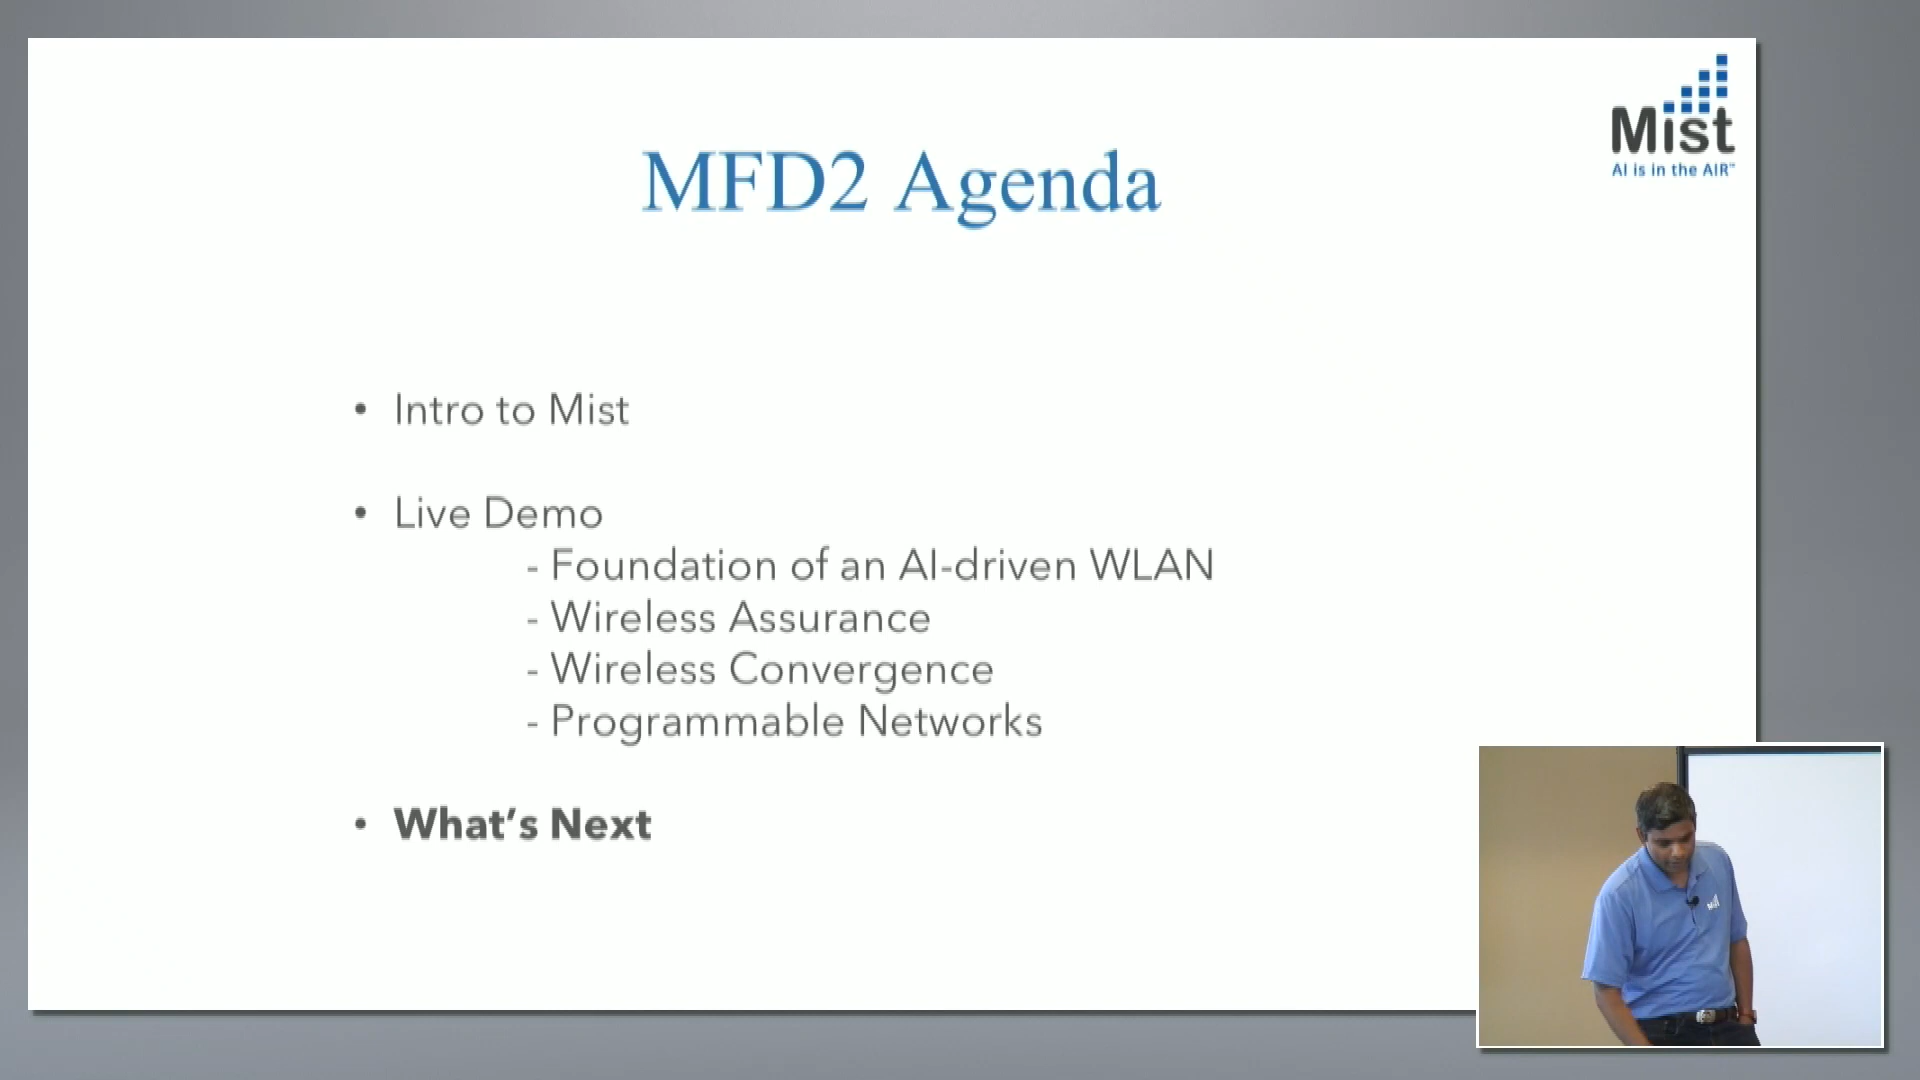 Mist
AI is in the AIR™
MFD2 Agenda
• Intro to Mist
• Live Demo
- Foundation of an AI-driven WLAN
- Wireless Assurance
- Wireless Convergence
- Programmable Networks
• What's Next
Mist